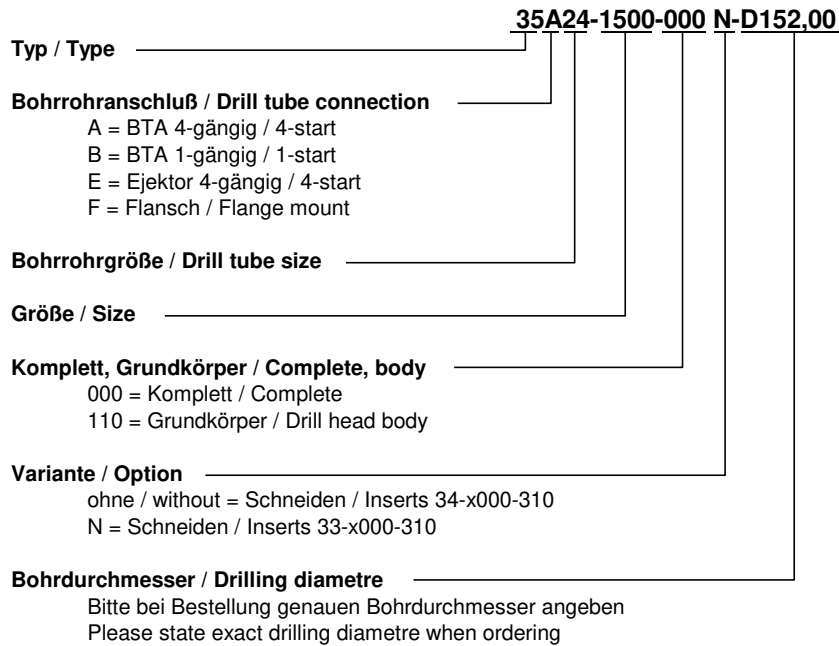 35A24-1500-000 N-D152,00
Typ / Type
Bohrrohranschluß / Drill tube connection
A = BTA 4-gängig / 4-start
B = BTA 1-gängig / 1-start
E = Ejektor 4-gängig / 4-start
F = Flansch / Flange mount
Bohrrohrgröße / Drill tube size
Größe / Size
Komplett, Grundkörper / Complete, body
000 = Komplett / Complete
110 = Grundkörper / Drill head body
Variante / Option
ohne / without = Schneiden / Inserts 34-x000-310
N = Schneiden / Inserts 33-x000-310
Bohrdurchmesser / Drilling diametre
Bitte bei Bestellung genauen Bohrdurchmesser angeben
Please state exact drilling diametre when ordering